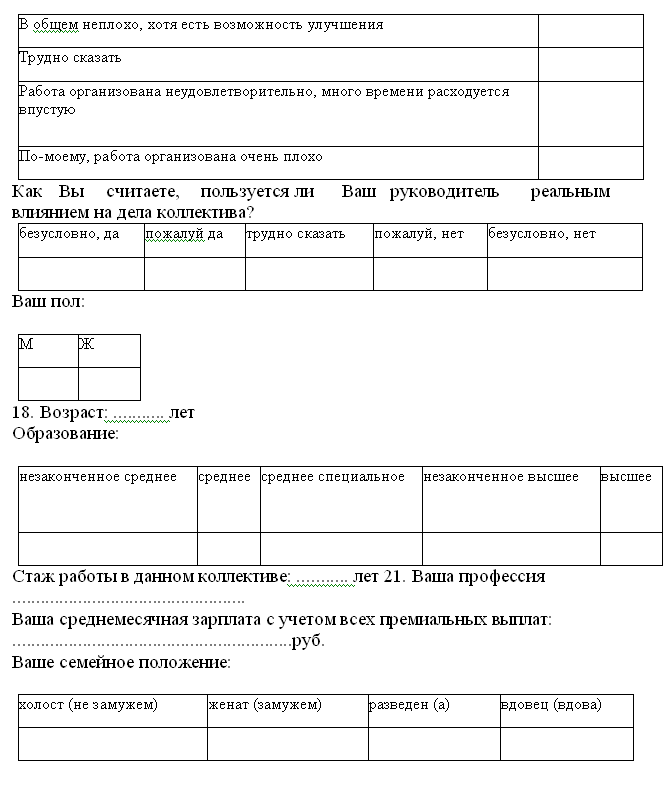 В общем неплохо, хотя есть возможность улучшения
Трудно сказать
Работа организована неудовлетворительно, много времени расходуется
впустую
По-моему, работа организована очень плохо
Как Вы считаете, пользуется ли Ваш руководитель реальным
влиянием на дела коллектива?
безусловно, да пожалуй да трудно сказать пожалуй, нет безусловно, нет
Ваш пол:
М Ж
18. Возраст: ........... лет
Образование:
незаконченное среднее среднее среднее специальное незаконченное высшее высшее
Стаж работы в данном коллективе: ........... лет 21. Ваша профессия
.................................................
Ваша среднемесячная зарплата с учетом всех премиальных выплат:
...........................................................руб.
Ваше семейное положение:
холост (не замужем) женат (замужем) разведен (а) вдовец (вдова)